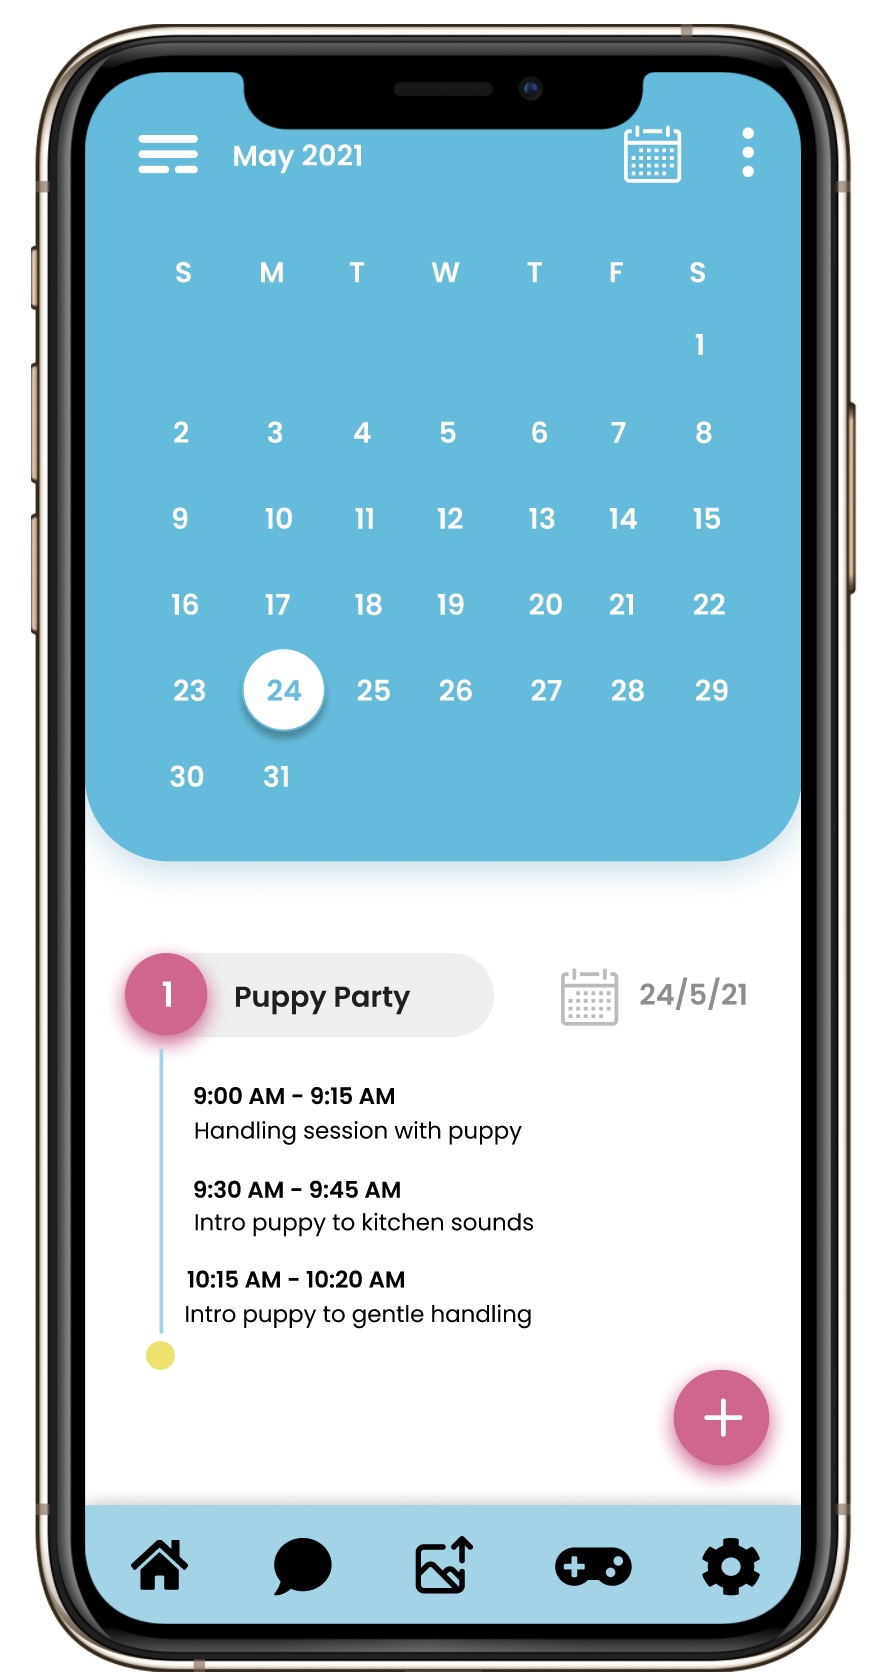 May 2021
S M T W T F S
1
2 3 4 5 6 7 8
9 10 11 12 13 14 15
16 17 18 19 20 21 22
23 24 25 26 27 28 29
30 31
1 Puppy Party 24/5/21
9:00 AM - 9:15 AM
Handling session with puppy
9:30 AM - 9:45 AM
Intro puppy to kitchen sounds
10:15 AM - 10:20 AM
Intro puppy to gentle handling